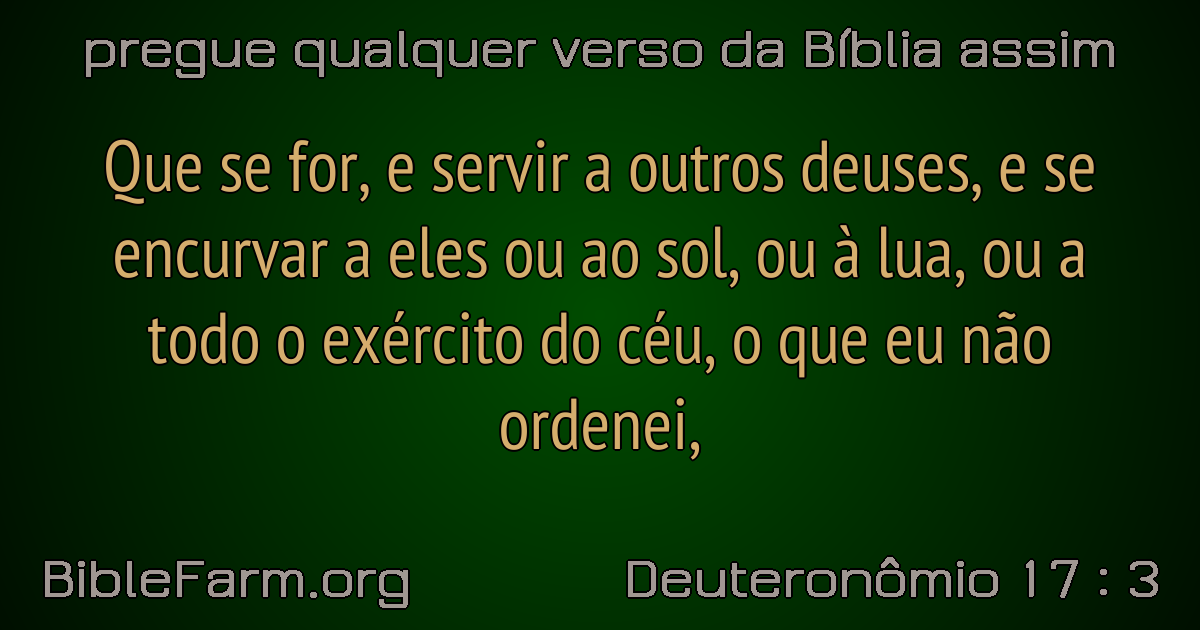 pregue qualquer verso da Bíblia assim
Que se for, e servir a outros deuses, e se
encurvar a eles ou ao sol, ou à lua, ou a
todo o exército do céu, o que eu não
ordenei,
BibleFarm.org
Deuteronômio 17 : 3